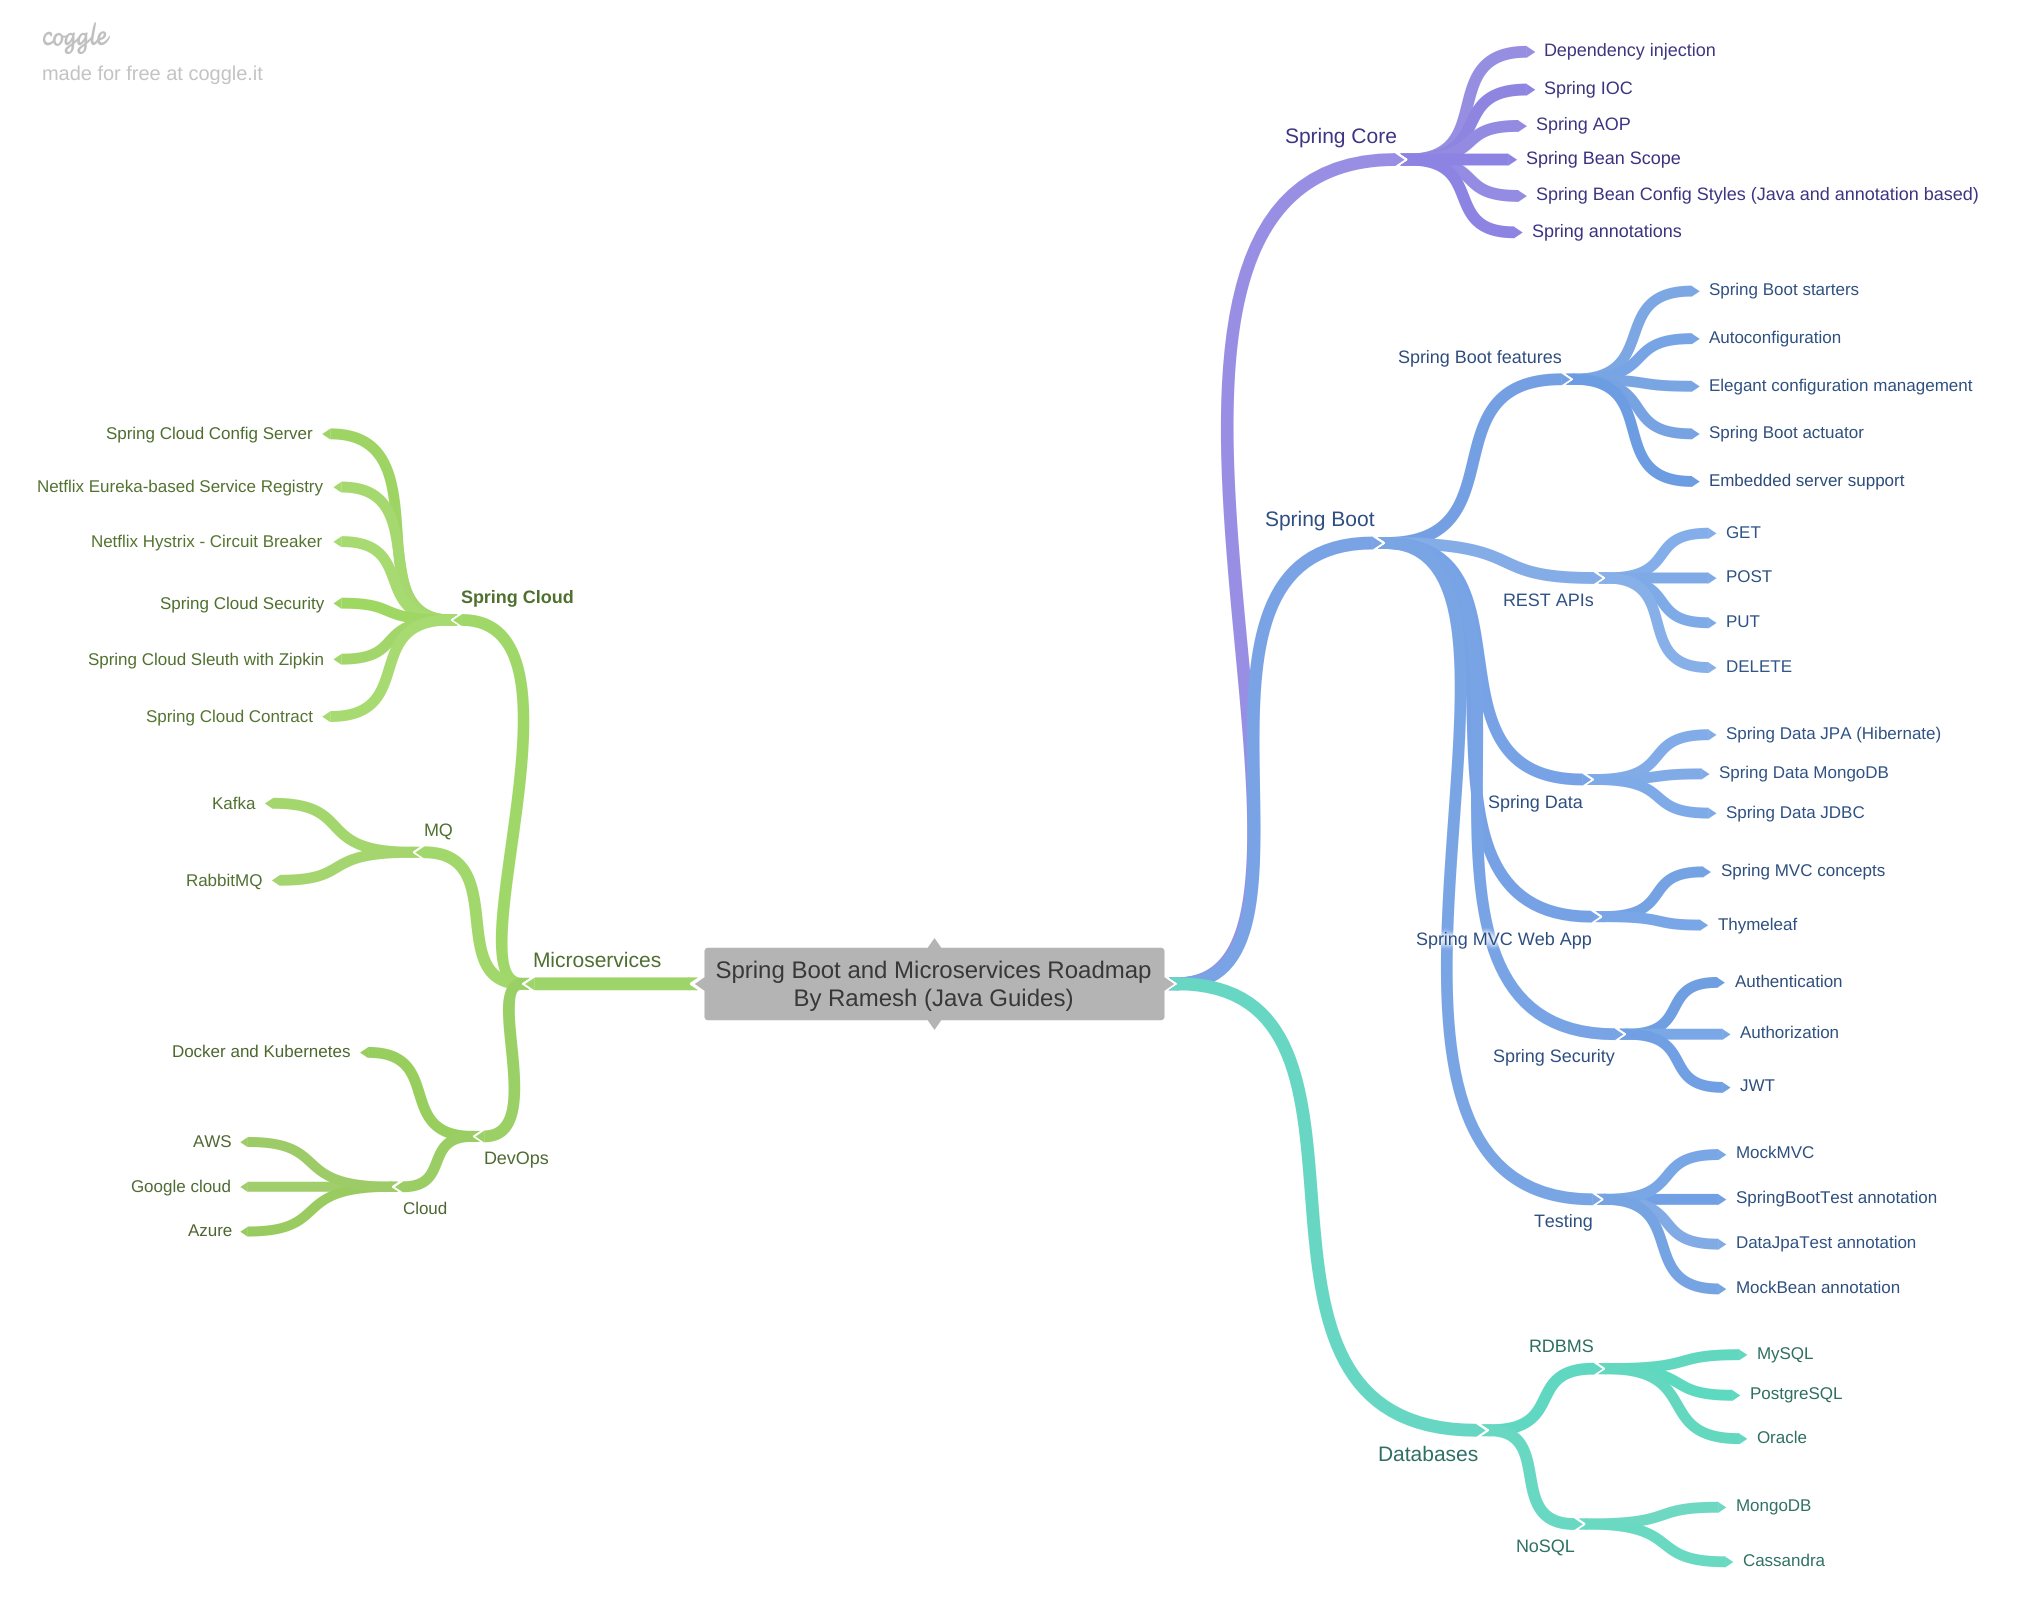 coggle
made for free at coggle.it
Spring Boot and Microservices Roadmap
By Ramesh (Java Guides)
Spring Core
Dependency injection
Spring IOC
Spring AOP
Spring Bean Scope
Spring Bean Config Styles (Java and annotation based)
Spring annotations
Spring Boot
Spring Boot features
Spring Boot starters
Autoconfiguration
Elegant configuration management
Spring Boot actuator
Embedded server support
REST APIs
GET
POST
PUT
DELETE
Spring Data
Spring Data JPA (Hibernate)
Spring Data MongoDB
Spring Data JDBC
Spring MVC Web App
Spring MVC concepts
Thymeleaf
Spring Security
Authentication
Authorization
JWT
Testing
MockMVC
SpringBootTest annotation
DataJpaTest annotation
MockBean annotation
Databases
RDBMS
MySQL
PostgreSQL
Oracle
NoSQL
MongoDB
Cassandra
Microservices
Spring Cloud
Spring Cloud Config Server
Netflix Eureka-based Service Registry
Netflix Hystrix - Circuit Breaker
Spring Cloud Security
Spring Cloud Sleuth with Zipkin
Spring Cloud Contract
MQ
Kafka
RabbitMQ
DevOps
Docker and Kubernetes
Cloud
AWS
Google cloud
Azure